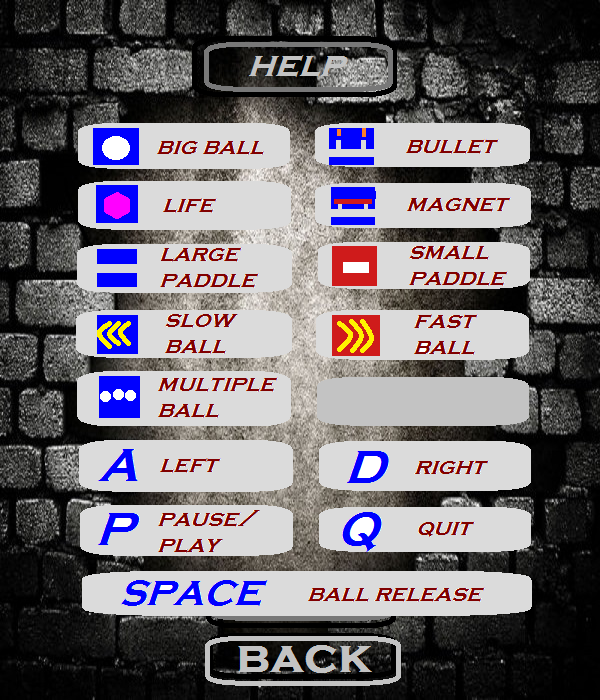 HELP
BIG BALL
BULLET
LIFE
MAGNET
LARGE
PADDLE
SMALL
PADDLE
SLOW
BALL
FAST
BALL
MULTIPLE
BALL
A LEFT
D RIGHT
P PAUSE/
PLAY
Q QUIT
SPACE BALL RELEASE
BACK